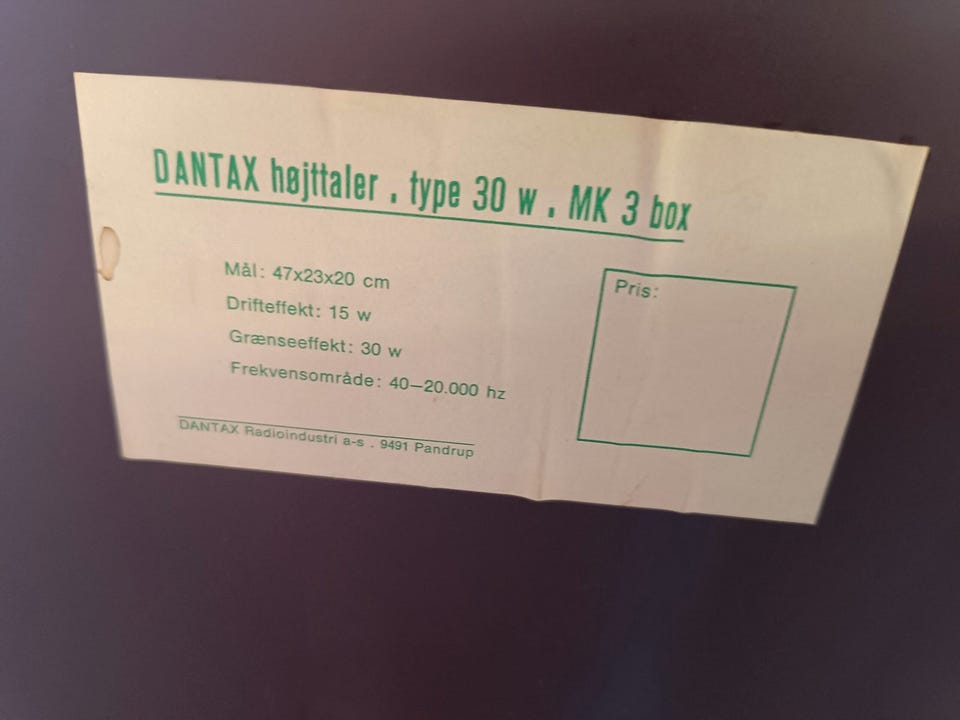 DANTAX højttaler . type 30 w . MK 3 box
Mål: 47x23x20 cm
Drifteffekt: 15 w
Grænseeffekt: 30 w
Frekvensområde: 40–20.000 hz
Pris:
DANTAX Radioindustri a-s . 9491 Pandrup